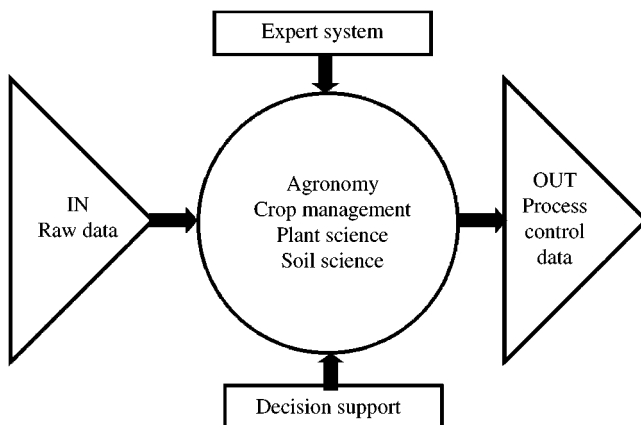 Expert system
IN
Raw data
Agronomy
Crop management
Plant science
Soil science
OUT
Process
control
data
Decision support